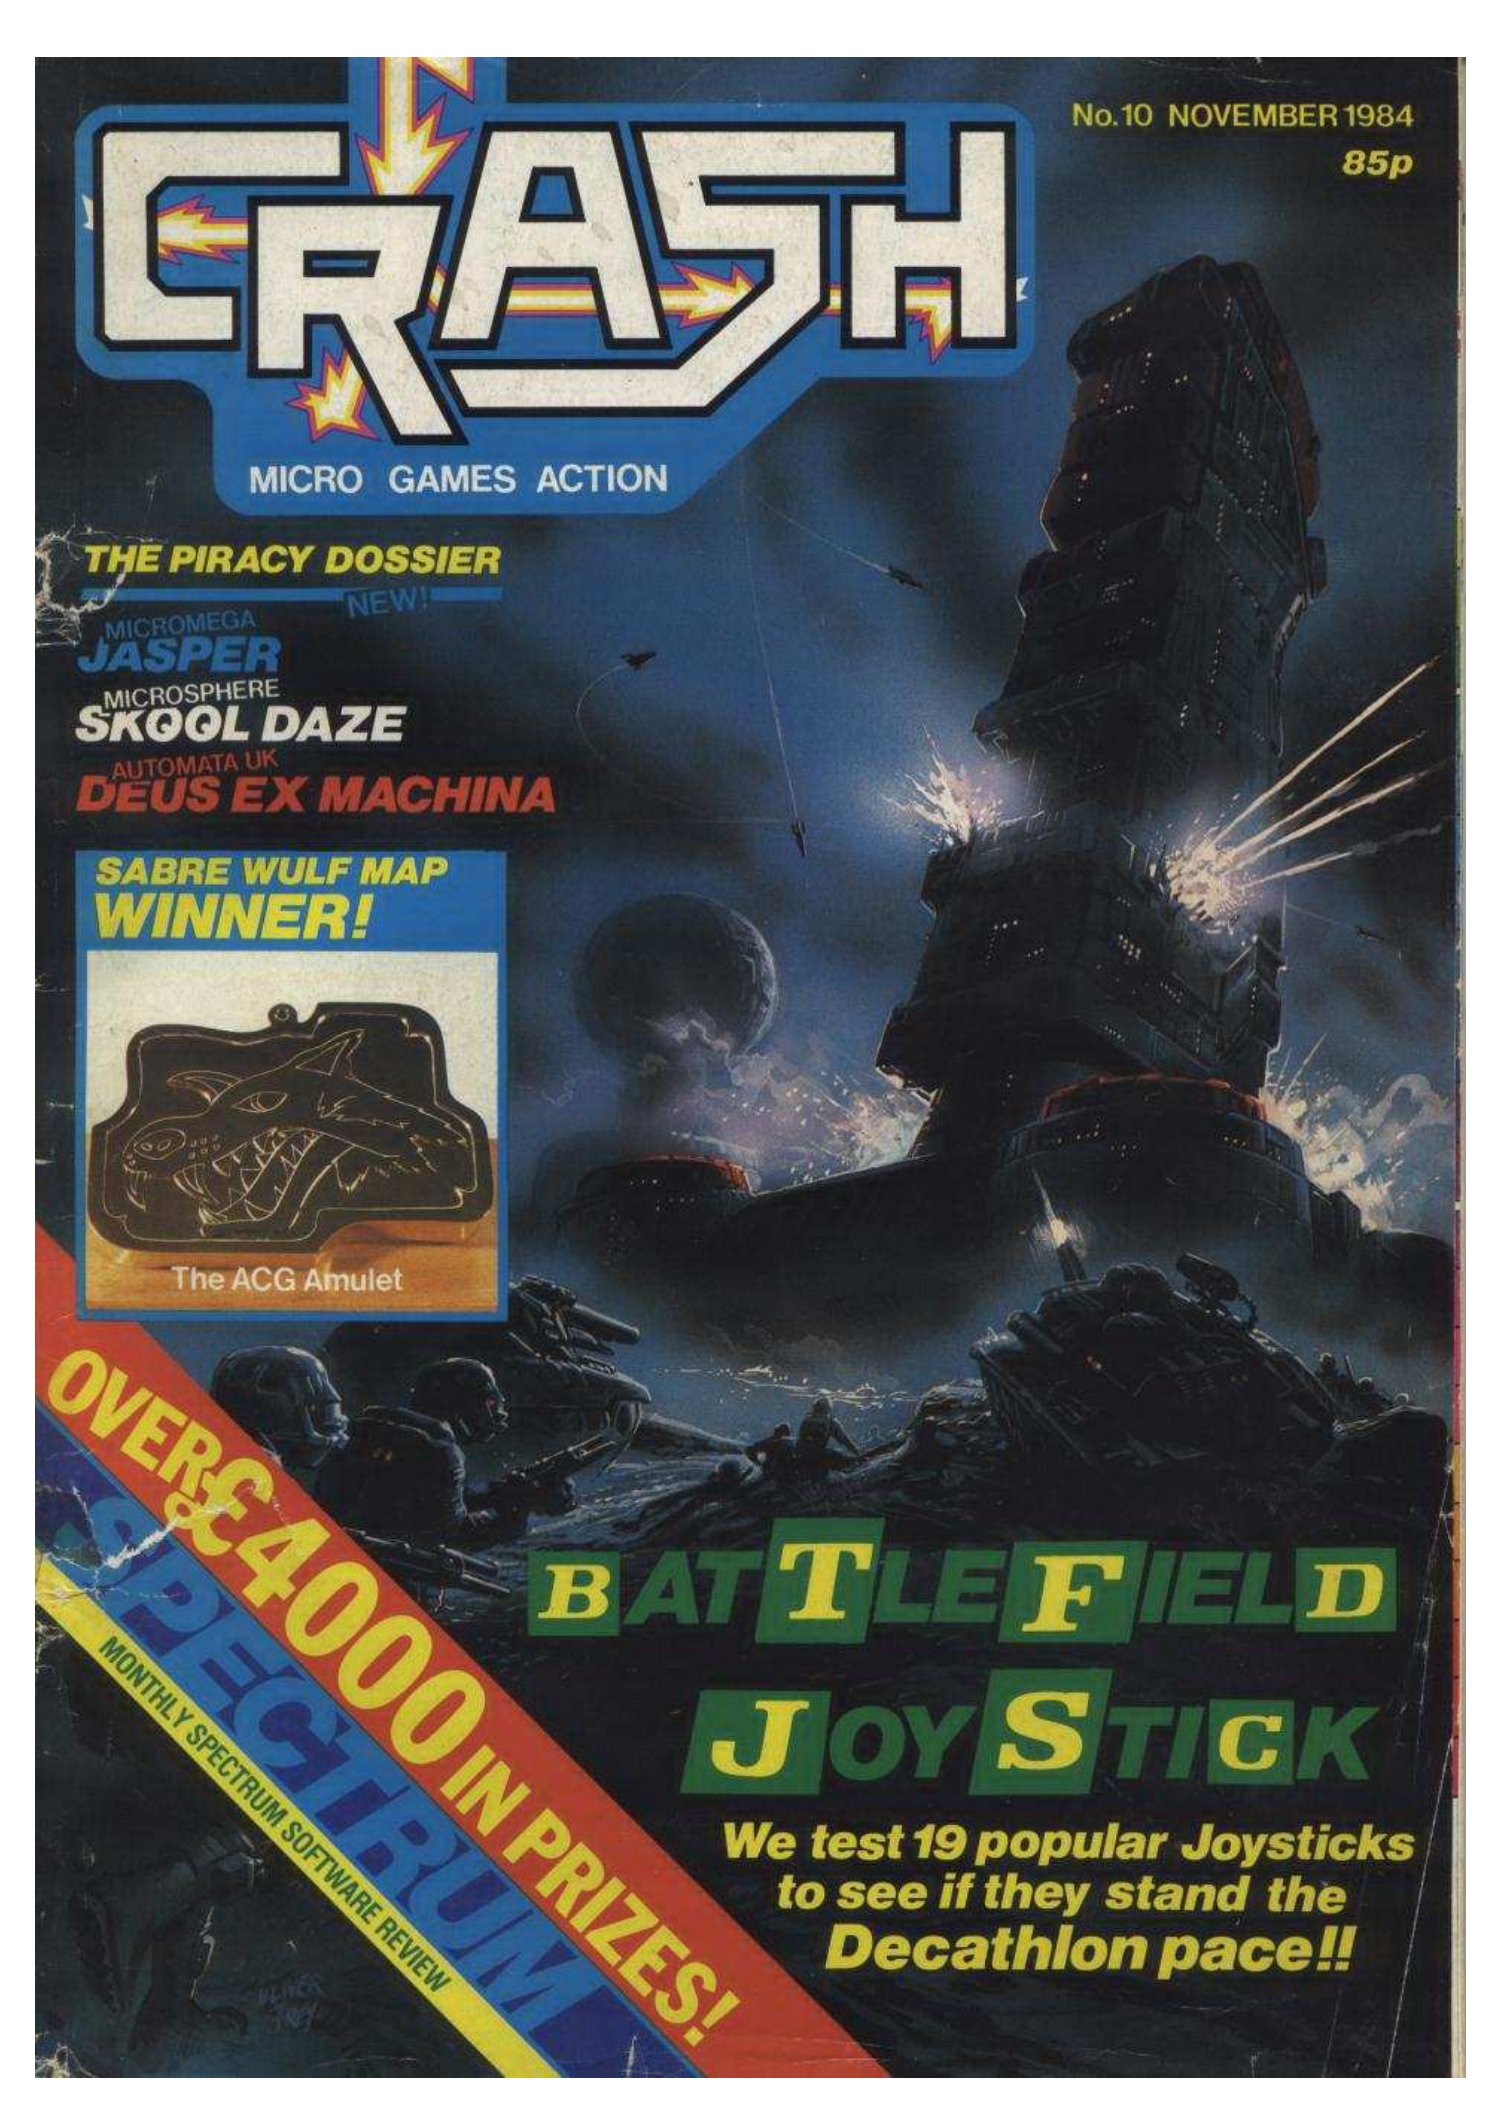 CRASH
No.10 NOVEMBER 1984
85p
MICRO GAMES ACTION
THE PIRACY DOSSIER
NEW!
MICROMEGA
JASPER
MICROSPHERE
SKOOL DAZE
AUTOMATA UK
DEUS EX MACHINA
SABRE WULF MAP
WINNER!
The ACG Amulet
OVER £4000 IN PRIZES!
SPECTRUM
MONTHLY SPECTRUM SOFTWARE REVIEW
BATTLEFIELD
JOYSTICK
We test 19 popular Joysticks
to see if they stand the
Decathlon pace!!
OLIVER
FREY